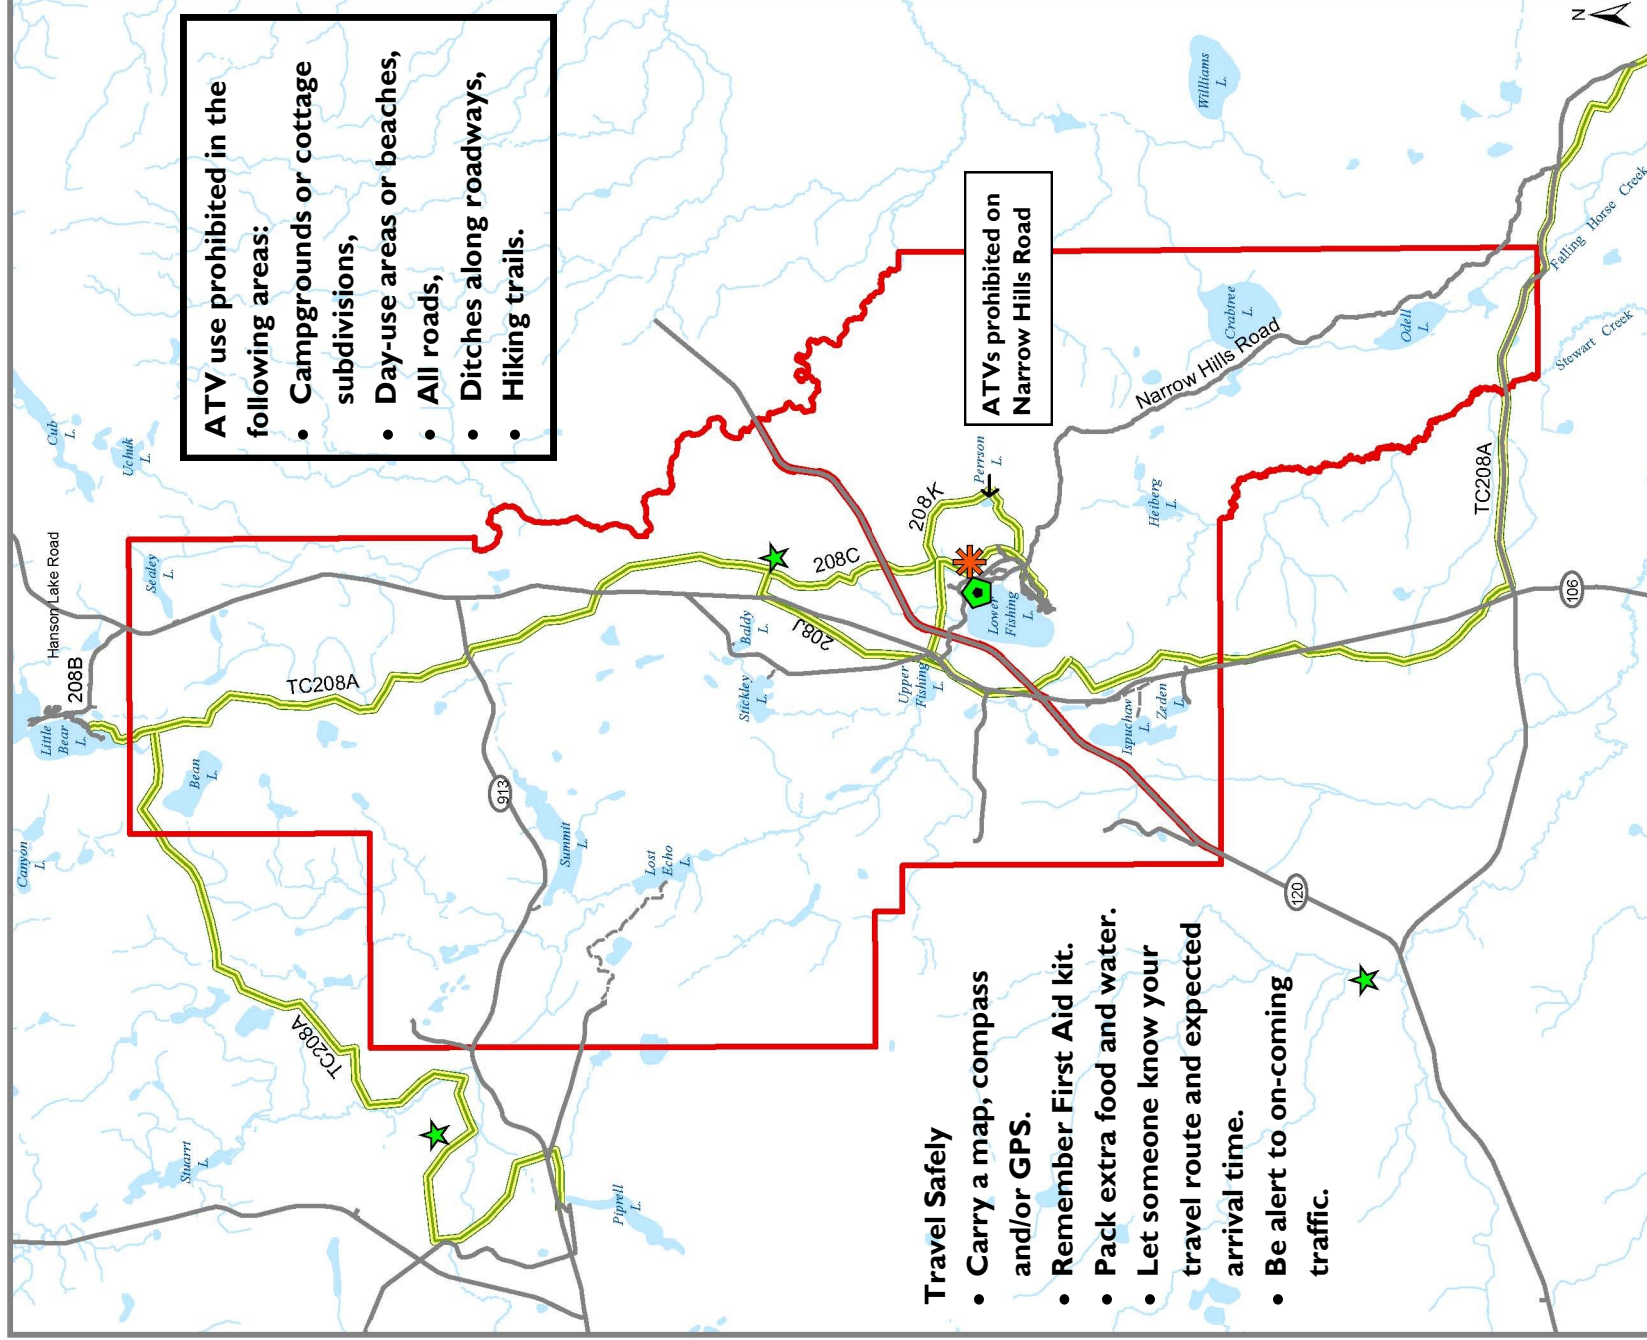 ATV use prohibited in the
following areas:
• Campgrounds or cottage
subdivisions,
• Day-use areas or beaches,
• All roads,
• Ditches along roadways,
• Hiking trails.
ATVs prohibited on
Narrow Hills Road
Travel Safely
• Carry a map, compass
and/or GPS.
• Remember First Aid kit.
• Pack extra food and water.
• Let someone know your
travel route and expected
arrival time.
• Be alert to on-coming
traffic.
N
Canyon
L.
Little
Bear
L.
208B
Hanson Lake Road
Cub
L.
Uchuk
L.
Sealey
L.
Bean
L.
TC208A
Stuarrt
L.
TC208A
913
Summit
L.
Lost
Echo
L.
Piprell
L.
Stickley
L.
Baldy
L.
208J
208C
208K
Perrson
L.
Upper
Fishing
L.
Lower
Fishing
L.
Ispuchaw
L.
Zeden
L.
Heiberg
L.
Narrow Hills Road
Crabtree
L.
Odell
L.
Willliams
L.
120
106
TC208A
Falling Horse Creek
Stewart Creek